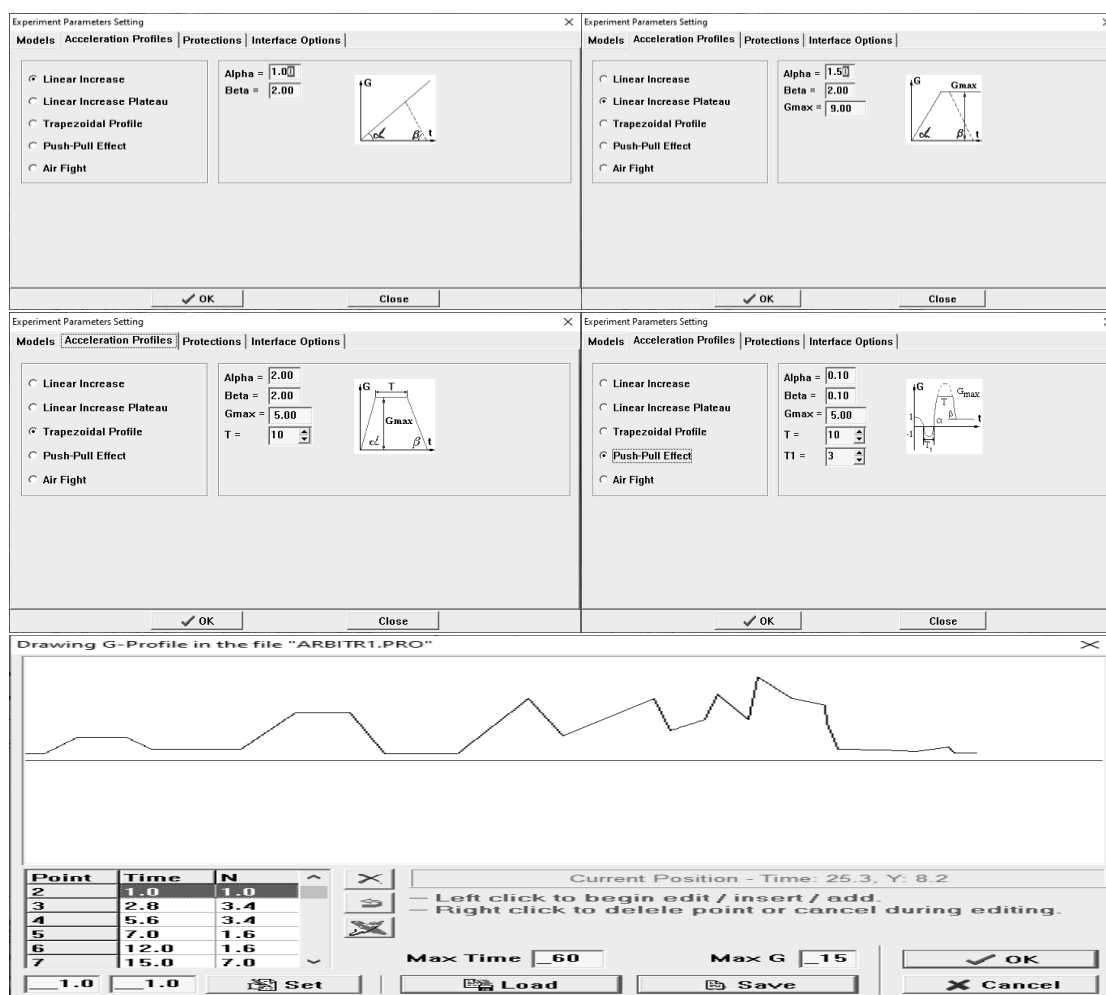 Experiment Parameters Setting
Models Acceleration Profiles Protections Interface Options
Linear Increase
Linear Increase Plateau
Trapezoidal Profile
Push-Pull Effect
Air Fight
Alpha = 1.00
Beta = 2.00
G
α β t
OK Close
Experiment Parameters Setting
Models Acceleration Profiles Protections Interface Options
Linear Increase
Linear Increase Plateau
Trapezoidal Profile
Push-Pull Effect
Air Fight
Alpha = 1.50
Beta = 2.00
Gmax = 9.00
G Gmax
α β t
OK Close
Experiment Parameters Setting
Models Acceleration Profiles Protections Interface Options
Linear Increase
Linear Increase Plateau
Trapezoidal Profile
Push-Pull Effect
Air Fight
Alpha = 2.00
Beta = 2.00
Gmax = 5.00
T = 10
G T
Gmax
α β t
OK Close
Experiment Parameters Setting
Models Acceleration Profiles Protections Interface Options
Linear Increase
Linear Increase Plateau
Trapezoidal Profile
Push-Pull Effect
Air Fight
Alpha = 0.10
Beta = 0.10
Gmax = 5.00
T = 10
T1 = 3
G Gmax
T
1 α β t
-1
T1
OK Close
Drawing G-Profile in the file "ARBITR1.PRO"
Point Time N
2 1.0 1.0
3 2.8 3.4
4 5.6 3.4
5 7.0 1.6
6 12.0 1.6
7 15.0 7.0
Current Position - Time: 25.3, Y: 8.2
— Left click to begin edit / insert / add.
— Right click to delele point or cancel during editing.
Max Time _60 Max G _15 OK
__1.0 __1.0 Set Load Save Cancel